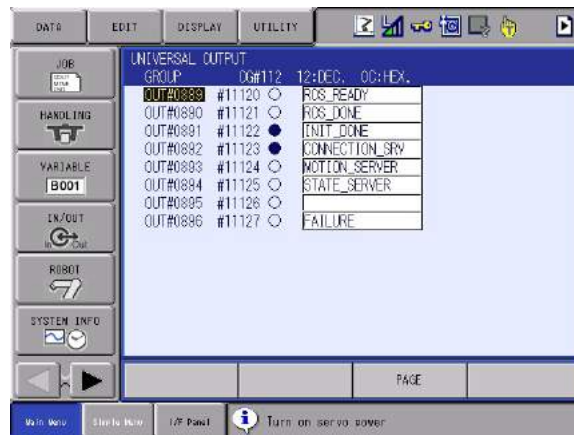 DATA EDIT DISPLAY UTILITY
JOB
HANDLING
VARIABLE
B001
IN/OUT
In Out
ROBOT
SYSTEM INFO
UNIVERSAL OUTPUT
GROUP OG#112 12:DEC. 0C:HEX.
OUT#0889 #11120 ROS_READY
OUT#0890 #11121 ROS_DONE
OUT#0891 #11122 INIT_DONE
OUT#0892 #11123 CONNECTION_SRV
OUT#0893 #11124 MOTION_SERVER
OUT#0894 #11125 STATE_SERVER
OUT#0895 #11126
OUT#0896 #11127 FAILURE
PAGE
Main Menu Simple Menu I/F Panel Turn on servo power